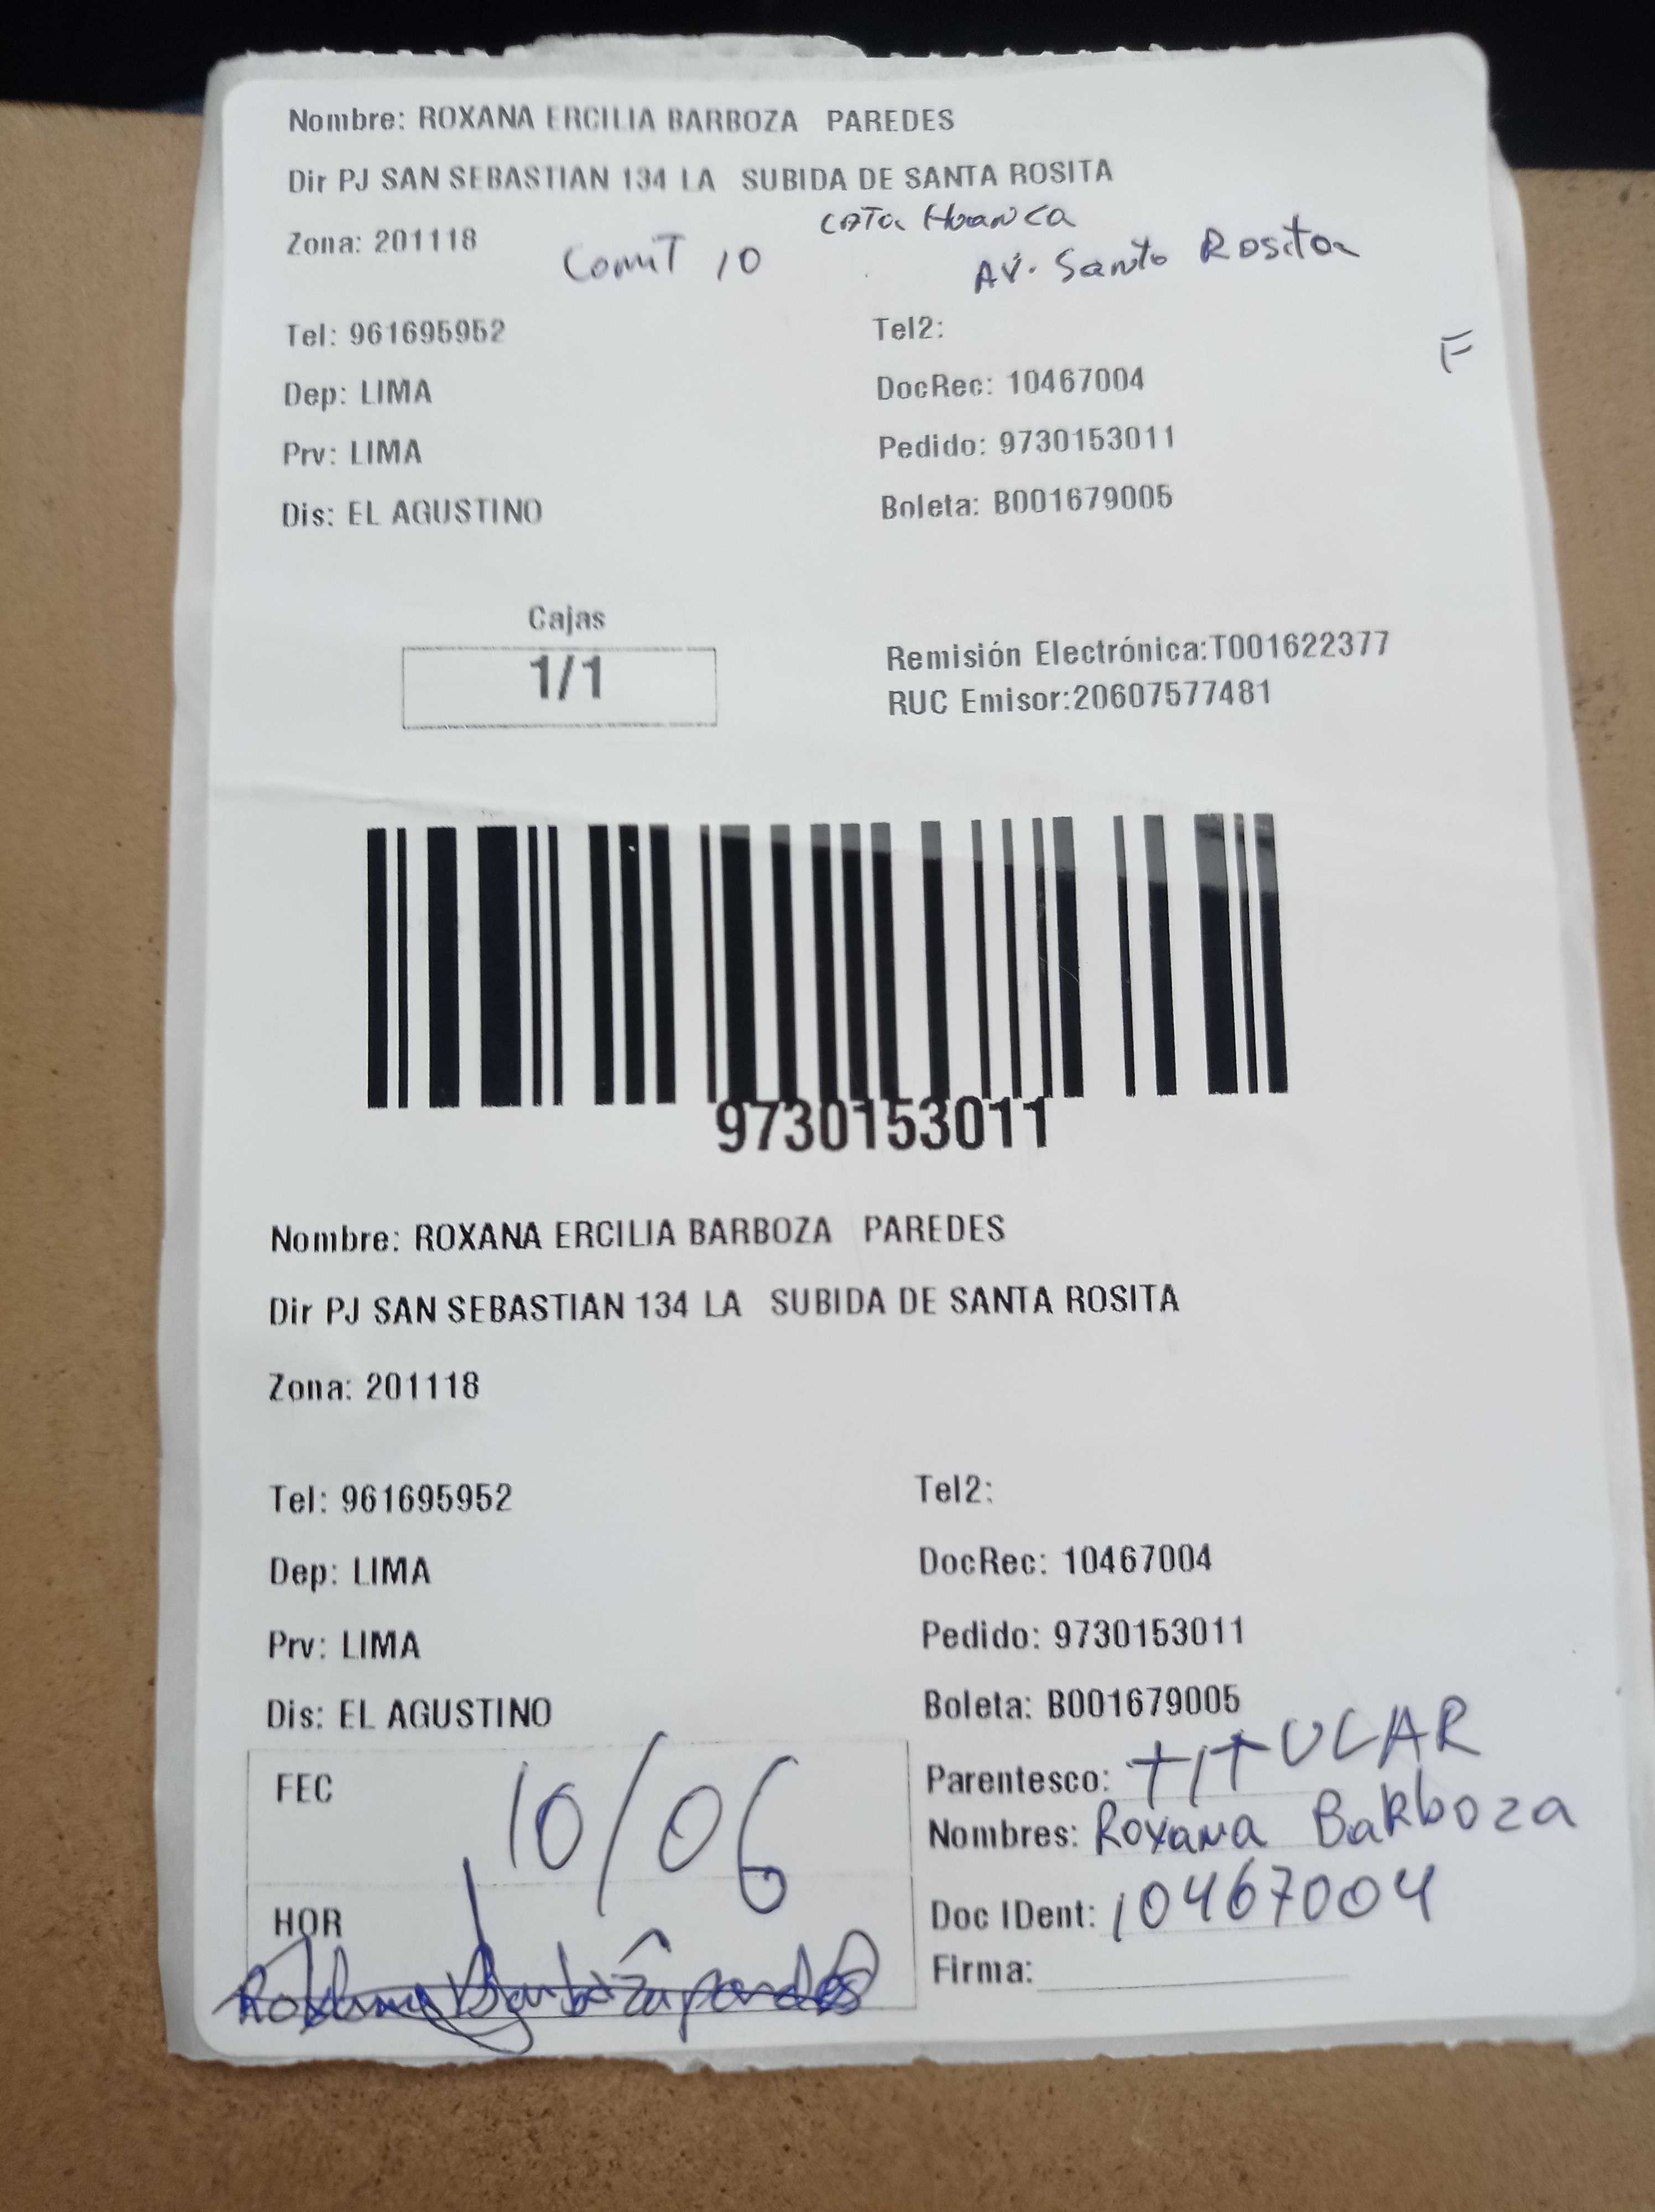 Nombre: ROXANA ERCILIA BARBOZA PAREDES
Dir PJ SAN SEBASTIAN 134 LA SUBIDA DE SANTA ROSITA
CATA HuanCa
Zona: 201118
ComiT 10
AV. Santo Rosita
Tel: 961695952 Tel2:
F
Dep: LIMA DocRec: 10467004
Prv: LIMA Pedido: 9730153011
Dis: EL AGUSTINO Boleta: B001679005
Cajas
1/1
Remisión Electrónica:T001622377
RUC Emisor:20607577481
9730153011
Nombre: ROXANA ERCILIA BARBOZA PAREDES
Dir PJ SAN SEBASTIAN 134 LA SUBIDA DE SANTA ROSITA
Zona: 201118
Tel: 961695952 Tel2:
Dep: LIMA DocRec: 10467004
Prv: LIMA Pedido: 9730153011
Dis: EL AGUSTINO Boleta: B001679005
FEC 10/06
Parentesco: TITULAR
Nombres: Roxana Barboza
HOR
Doc IDent: 10467004
Firma: